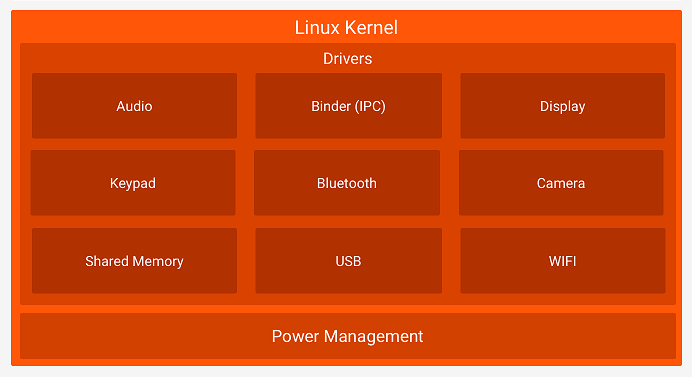 Linux Kernel
Drivers
Audio
Binder (IPC)
Display
Keypad
Bluetooth
Camera
Shared Memory
USB
WIFI
Power Management